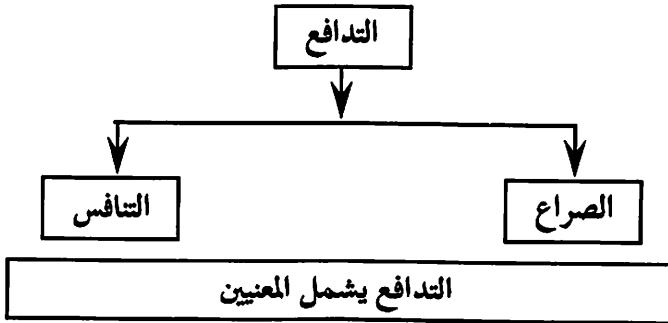 التدافع
الصراع
التنافس
التدافع يشمل المعنيين